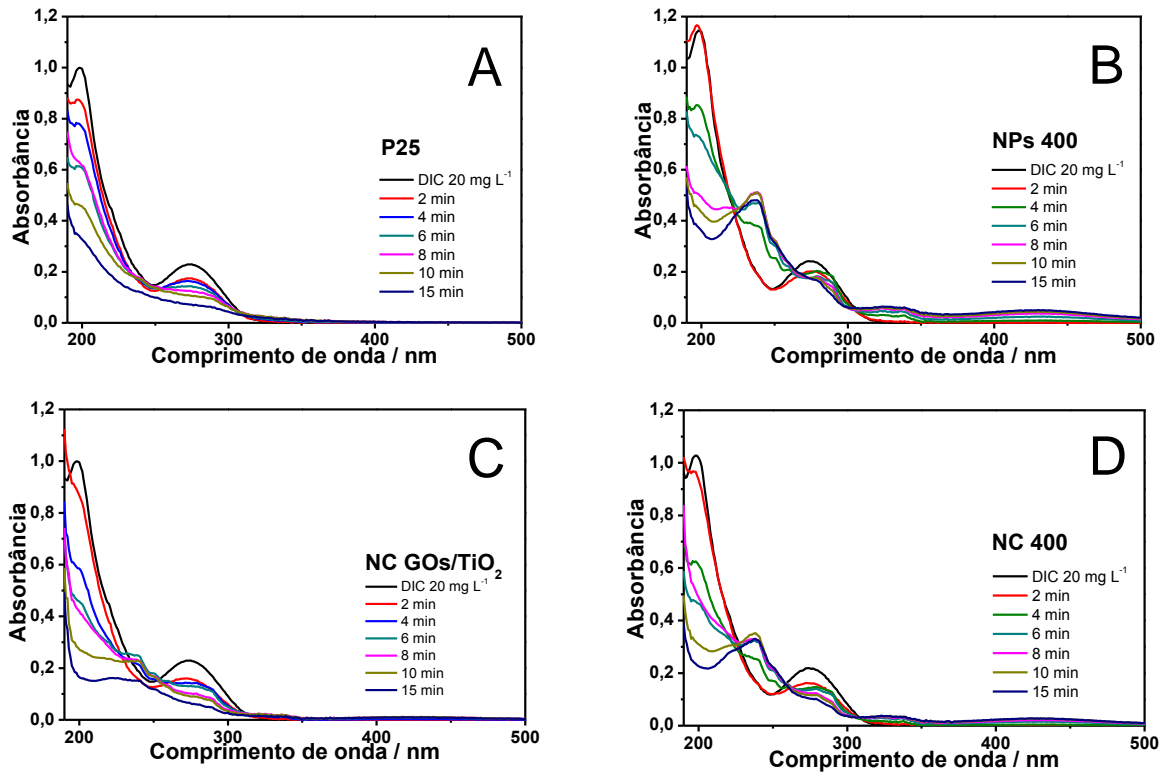 A
P25
DIC 20 mg L⁻¹
2 min
4 min
6 min
8 min
10 min
15 min
1,2
1,0
0,8
0,6
0,4
0,2
0,0
200
300
400
500
Absorbância
Comprimento de onda / nm
B
NPs 400
DIC 20 mg L⁻¹
2 min
4 min
6 min
8 min
10 min
15 min
1,2
1,0
0,8
0,6
0,4
0,2
0,0
200
300
400
500
Absorbância
Comprimento de onda / nm
C
NC GOs/TiO₂
DIC 20 mg L⁻¹
2 min
4 min
6 min
8 min
10 min
15 min
1,2
1,0
0,8
0,6
0,4
0,2
0,0
200
300
400
500
Absorbância
Comprimento de onda / nm
D
NC 400
DIC 20 mg L⁻¹
2 min
4 min
6 min
8 min
10 min
15 min
1,2
1,0
0,8
0,6
0,4
0,2
0,0
200
300
400
500
Absorbância
Comprimento de onda / nm